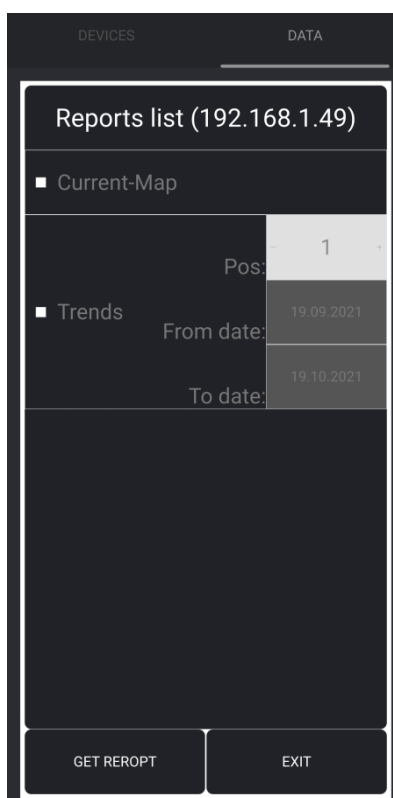 DEVICES DATA
Reports list (192.168.1.49)
Current-Map
Pos: - 1 +
Trends
From date: 19.09.2021
To date: 19.10.2021
GET REROPT EXIT